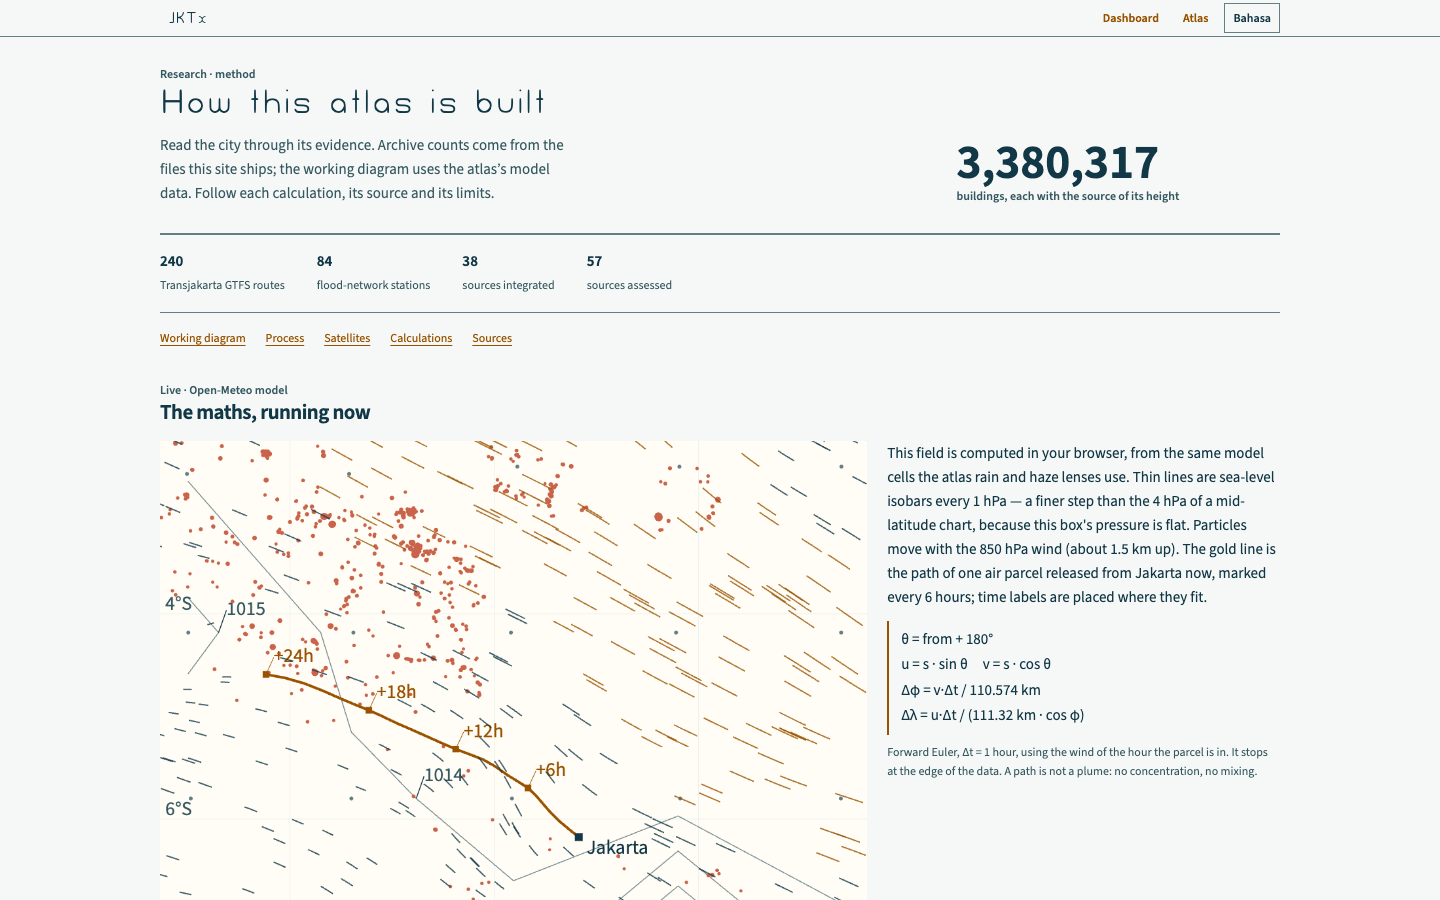 JKTx
Dashboard Atlas Bahasa
Research · method
How this atlas is built
Read the city through its evidence. Archive counts come from the
files this site ships; the working diagram uses the atlas’s model
data. Follow each calculation, its source and its limits.
3,380,317
buildings, each with the source of its height
240
Transjakarta GTFS routes
84
flood-network stations
38
sources integrated
57
sources assessed
Working diagram Process Satellites Calculations Sources
Live · Open-Meteo model
The maths, running now
4°S
1015
+24h
+18h
+12h
1014
+6h
6°S
Jakarta
This field is computed in your browser, from the same model
cells the atlas rain and haze lenses use. Thin lines are sea-level
isobars every 1 hPa — a finer step than the 4 hPa of a mid-
latitude chart, because this box's pressure is flat. Particles
move with the 850 hPa wind (about 1.5 km up). The gold line is
the path of one air parcel released from Jakarta now, marked
every 6 hours; time labels are placed where they fit.
θ = from + 180°
u = s · sin θ v = s · cos θ
Δφ = v·Δt / 110.574 km
Δλ = u·Δt / (111.32 km · cos φ)
Forward Euler, Δt = 1 hour, using the wind of the hour the parcel is in. It stops
at the edge of the data. A path is not a plume: no concentration, no mixing.